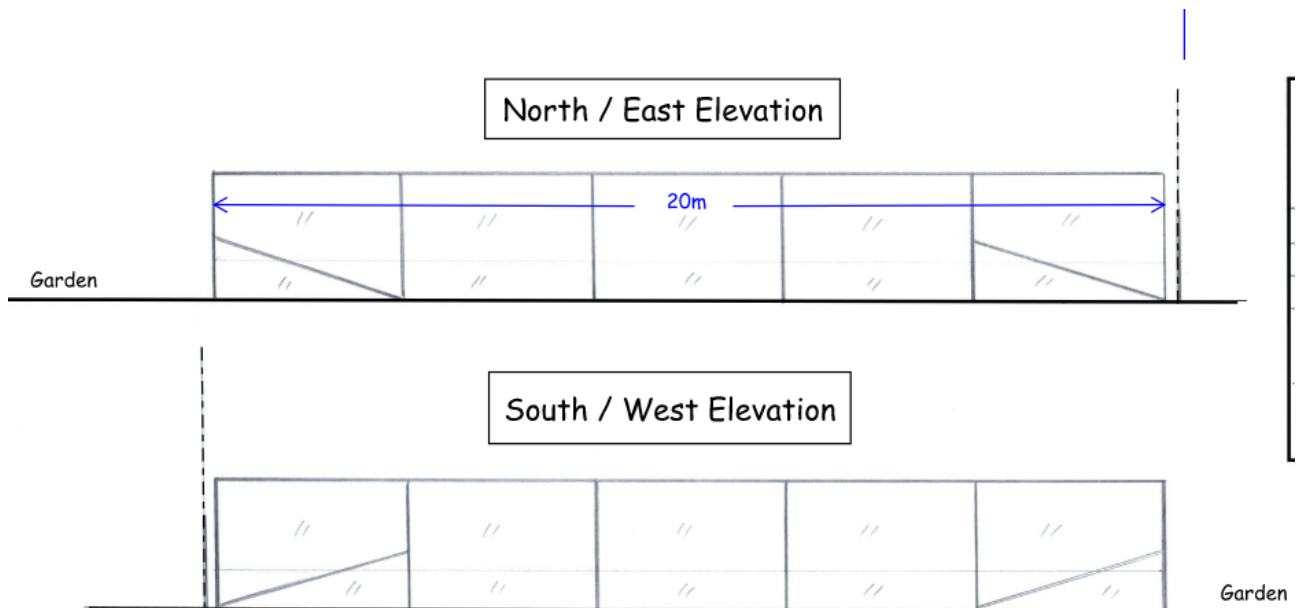 North / East Elevation
20m
Garden
South / West Elevation
Garden